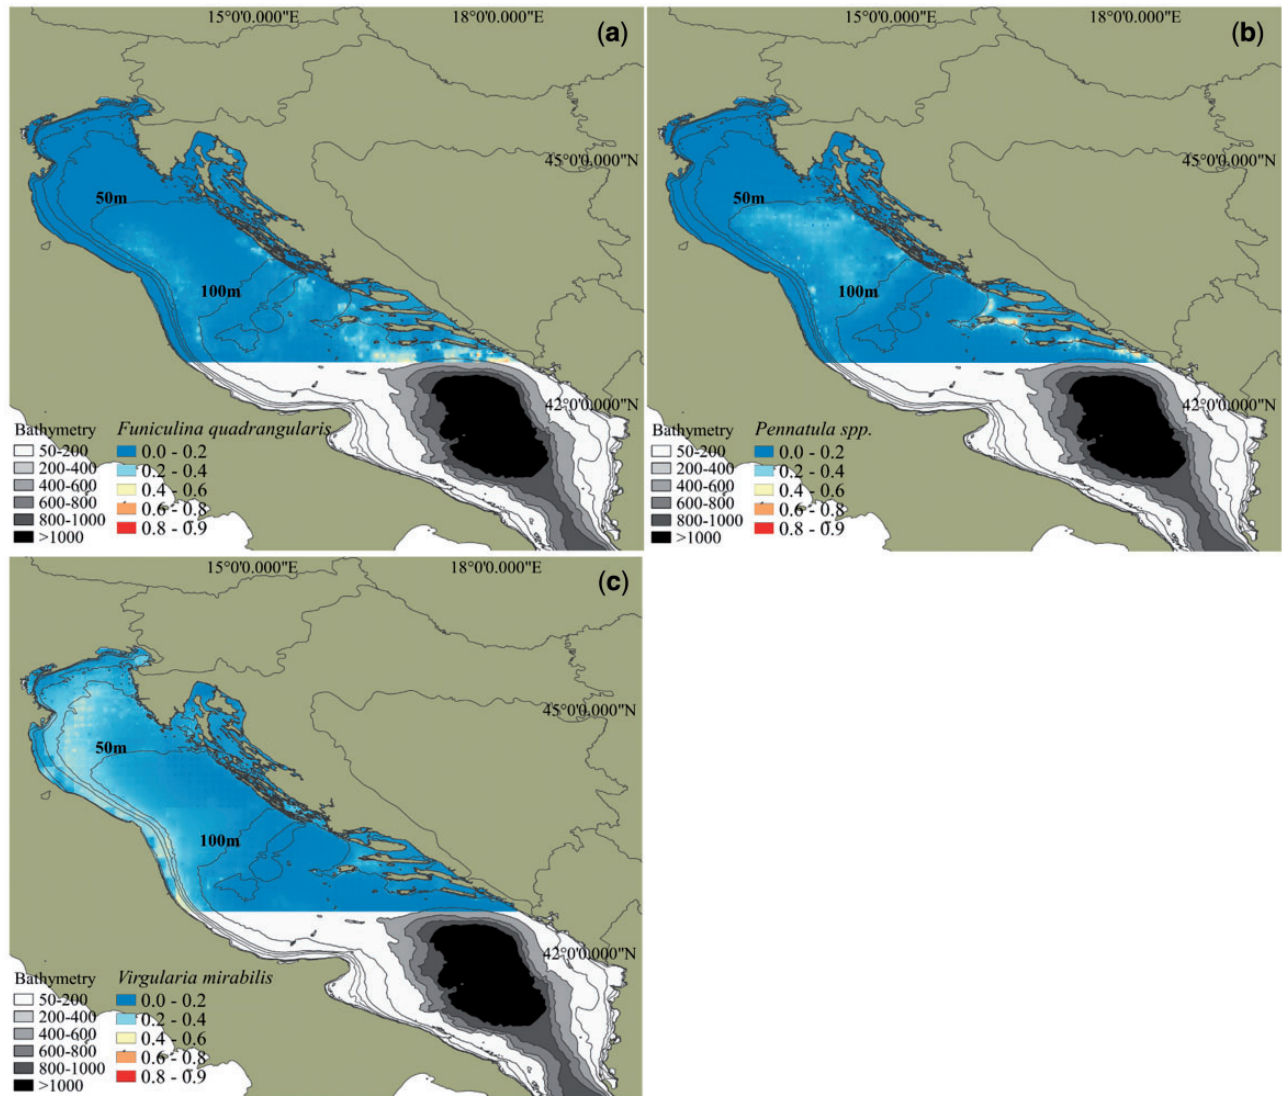 15°0'0.000"E 18°0'0.000"E (a)
45°0'0.000"N
50m
100m
42°0'0.000"N
Bathymetry
50-200
200-400
400-600
600-800
800-1000
>1000
Funiculina quadrangularis
0.0 - 0.2
0.2 - 0.4
0.4 - 0.6
0.6 - 0.8
0.8 - 0.9
15°0'0.000"E 18°0'0.000"E (b)
45°0'0.000"N
50m
100m
42°0'0.000"N
Bathymetry
50-200
200-400
400-600
600-800
800-1000
>1000
Pennatula spp.
0.0 - 0.2
0.2 - 0.4
0.4 - 0.6
0.6 - 0.8
0.8 - 0.9
15°0'0.000"E 18°0'0.000"E (c)
45°0'0.000"N
50m
100m
42°0'0.000"N
Bathymetry
50-200
200-400
400-600
600-800
800-1000
>1000
Virgularia mirabilis
0.0 - 0.2
0.2 - 0.4
0.4 - 0.6
0.6 - 0.8
0.8 - 0.9